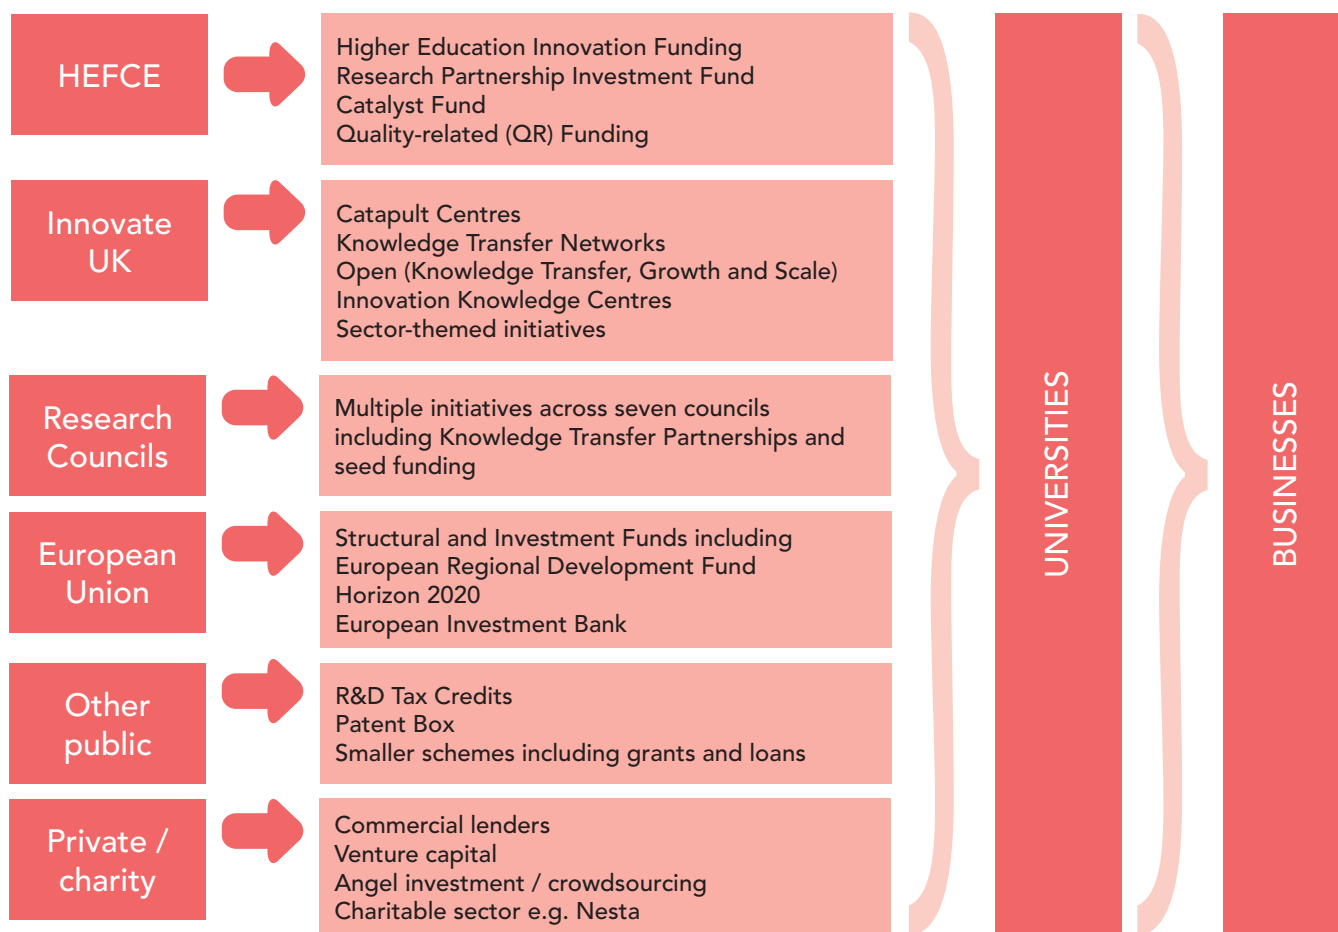 HEFCE
Higher Education Innovation Funding
Research Partnership Investment Fund
Catalyst Fund
Quality-related (QR) Funding
Innovate
UK
Catapult Centres
Knowledge Transfer Networks
Open (Knowledge Transfer, Growth and Scale)
Innovation Knowledge Centres
Sector-themed initiatives
Research
Councils
Multiple initiatives across seven councils
including Knowledge Transfer Partnerships and
seed funding
European
Union
Structural and Investment Funds including
European Regional Development Fund
Horizon 2020
European Investment Bank
Other
public
R&D Tax Credits
Patent Box
Smaller schemes including grants and loans
Private /
charity
Commercial lenders
Venture capital
Angel investment / crowdsourcing
Charitable sector e.g. Nesta
UNIVERSITIES
BUSINESSES